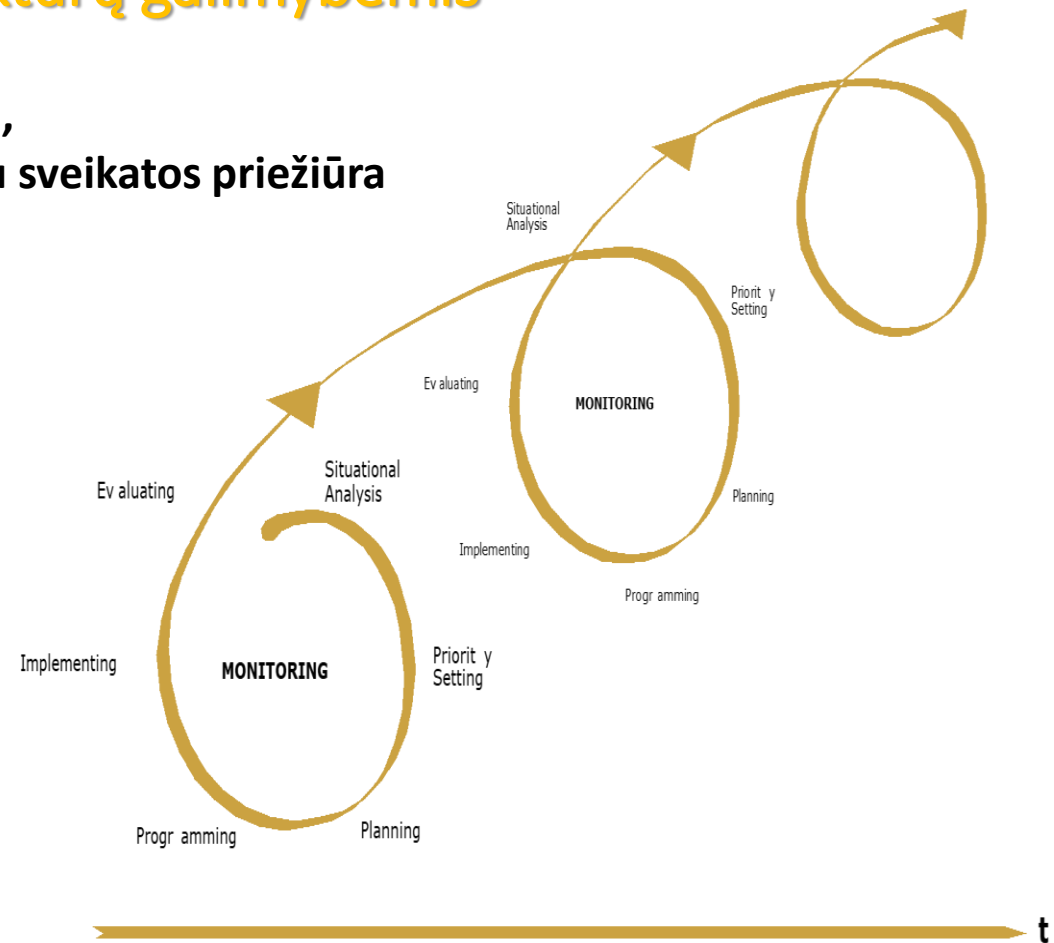 galimybėmis
,
sveikatos priežiūra
Situational
Analysis
Priorit y
Setting
Ev aluating
MONITORING
Planning
Implementing
Progr amming
Situational
Analysis
Ev aluating
Implementing
MONITORING
Priorit y
Setting
Progr amming
Planning
t